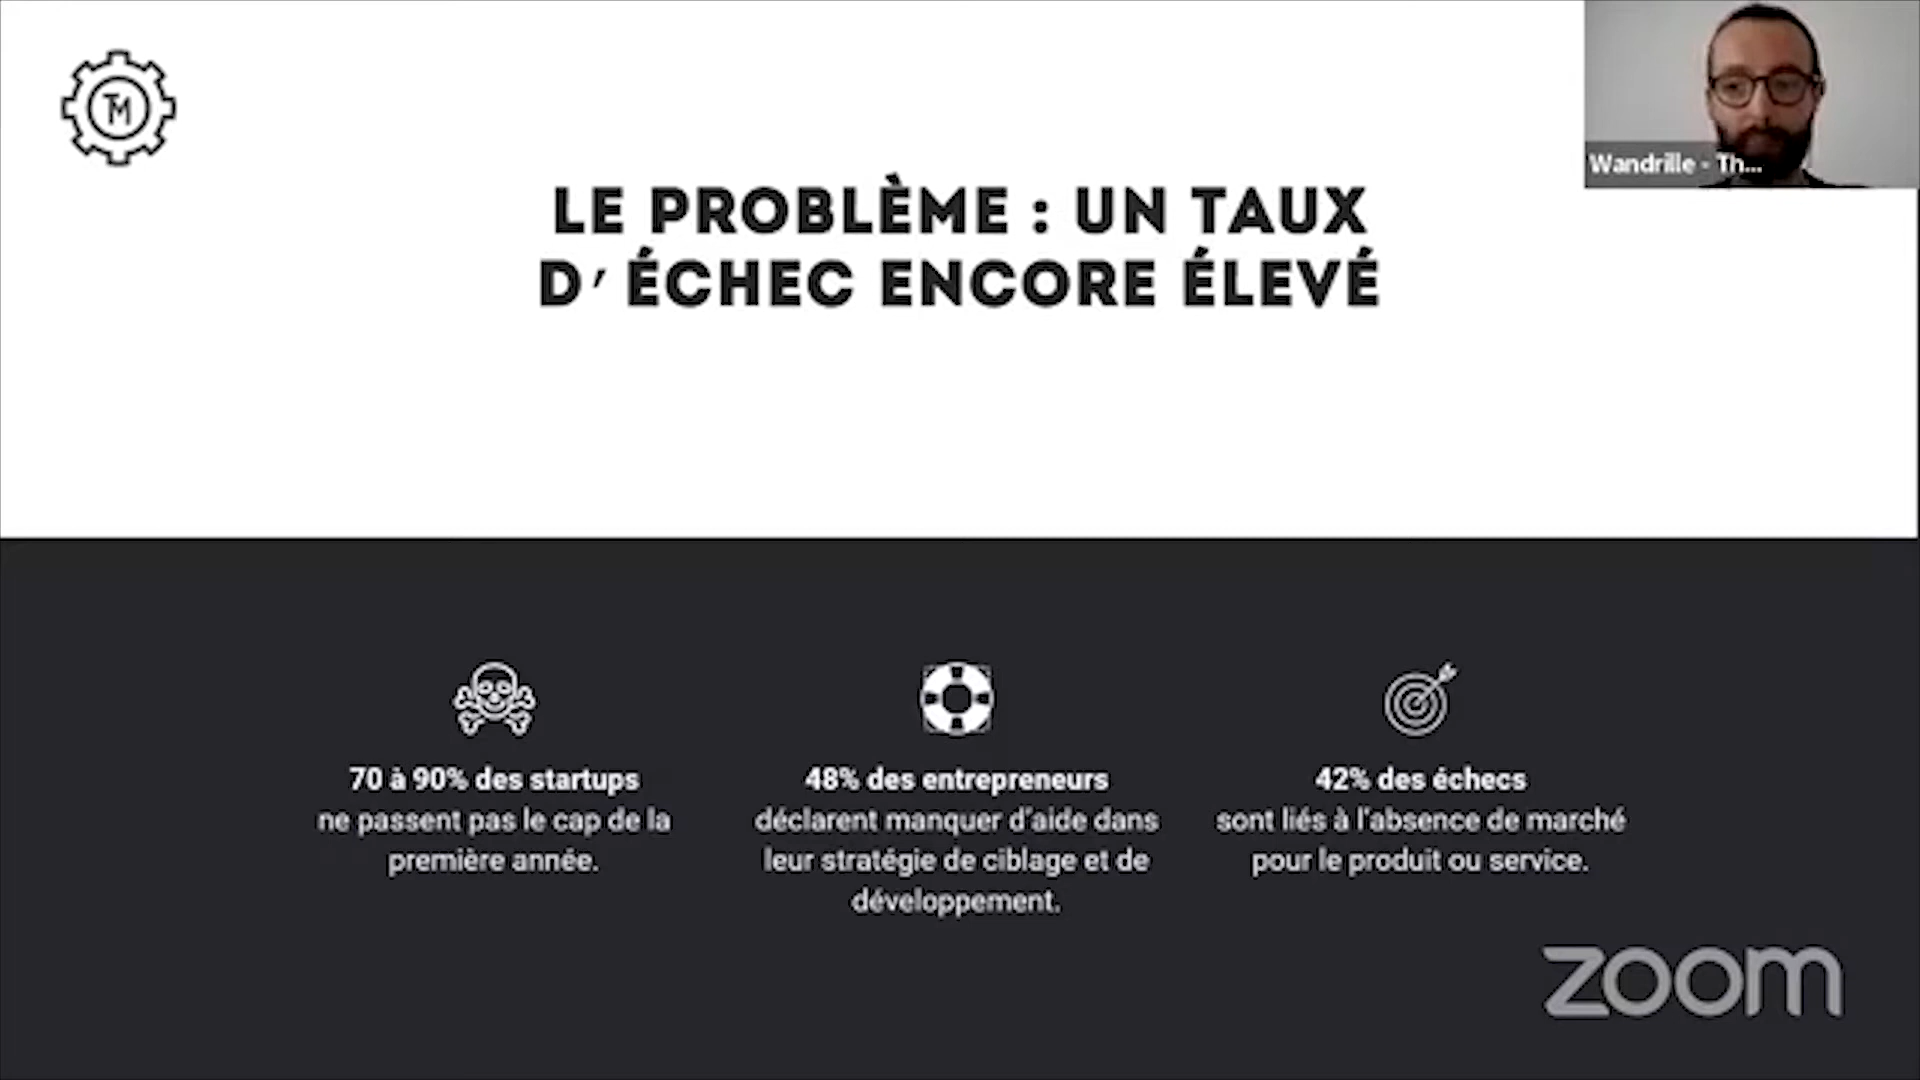 TM
Wandrille - Th...
LE PROBLÈME : UN TAUX
D'ÉCHEC ENCORE ÉLEVÉ
70 à 90% des startups
ne passent pas le cap de la
première année.
48% des entrepreneurs
déclarent manquer d'aide dans
leur stratégie de ciblage et de
développement.
42% des échecs
sont liés à l'absence de marché
pour le produit ou service.
zoom